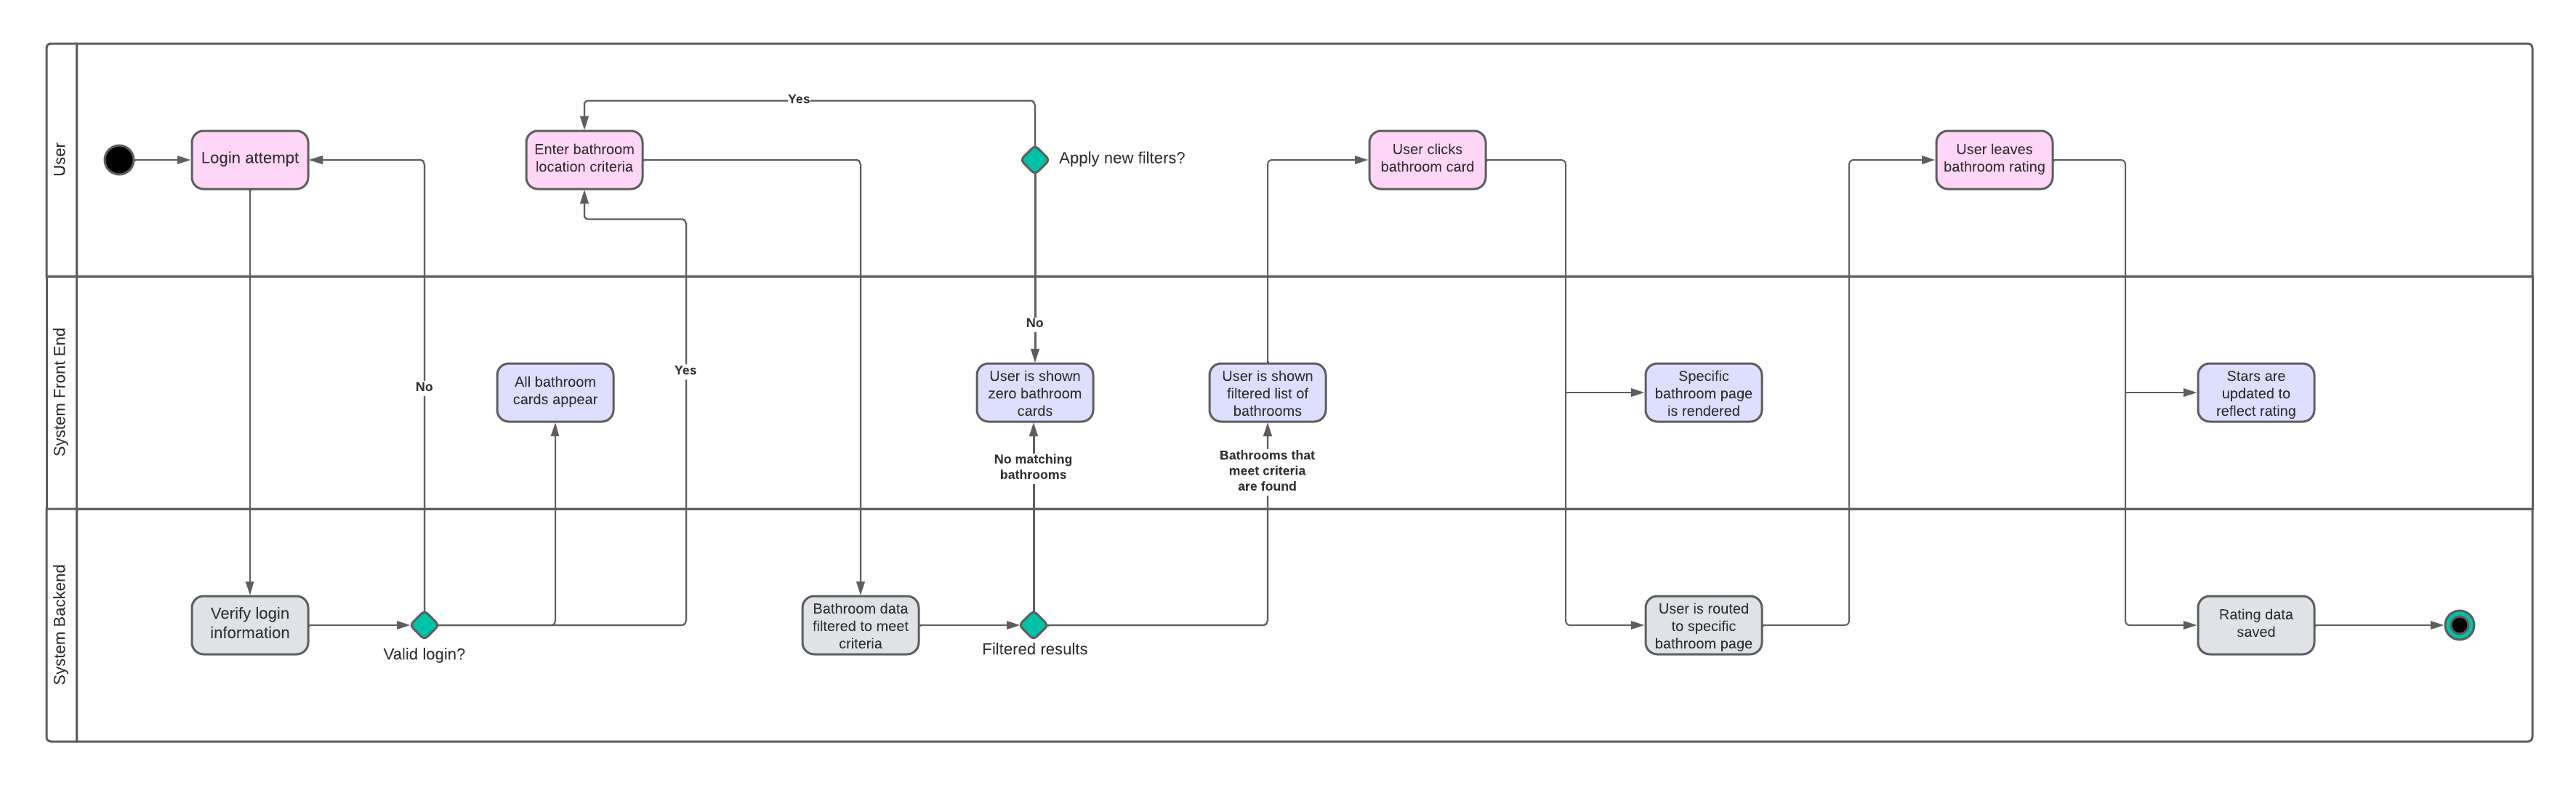 User
Login attempt
Yes
Enter bathroom
location criteria
Apply new filters?
User clicks
bathroom card
User leaves
bathroom rating
System Front End
No
All bathroom
cards appear
Yes
No
User is shown
zero bathroom
cards
No matching
bathrooms
User is shown
filtered list of
bathrooms
Bathrooms that
meet criteria
are found
Specific
bathroom page
is rendered
Stars are
updated to
reflect rating
System Backend
Verify login
information
Valid login?
Bathroom data
filtered to meet
criteria
Filtered results
User is routed
to specific
bathroom page
Rating data
saved